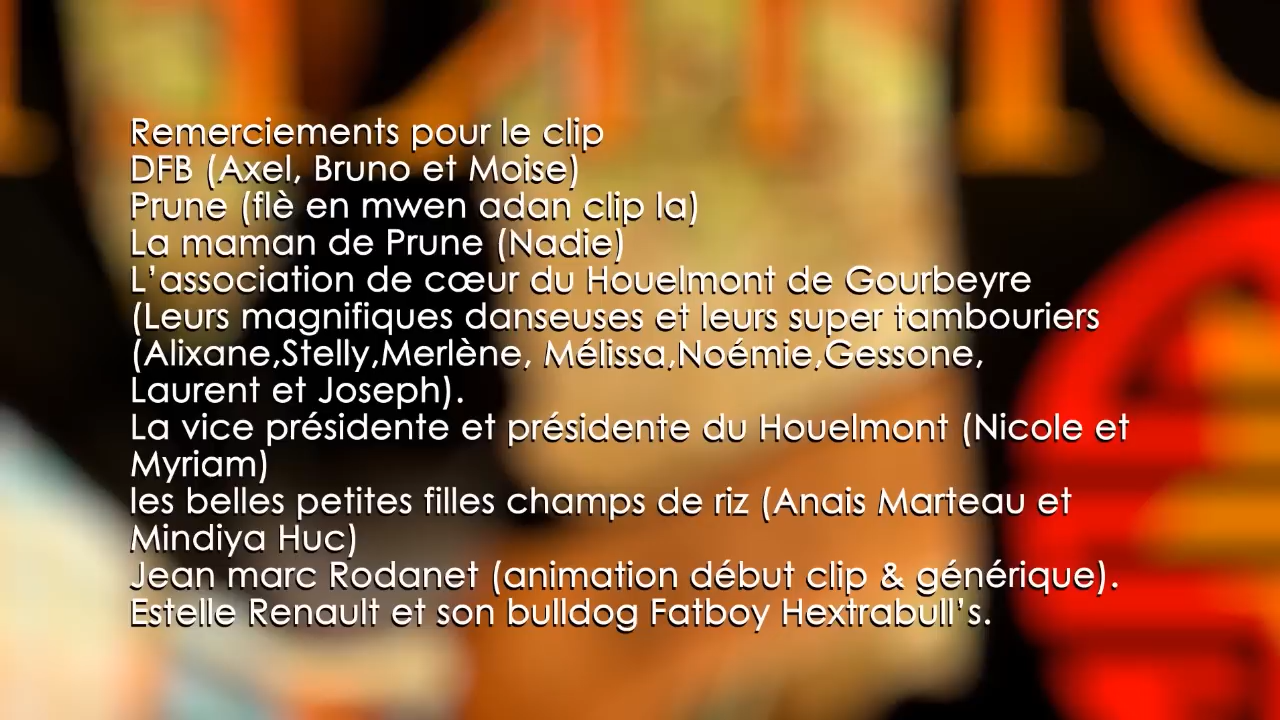 Remerciements pour le clip
DFB (Axel, Bruno et Moise)
Prune (flè en mwen adan clip la)
La maman de Prune (Nadie)
L’association de cœur du Houelmont de Gourbeyre
(Leurs magnifiques danseuses et leurs super tambouriers
(Alixane,Stelly,Merlène, Mélissa,Noémie,Gessone,
Laurent et Joseph).
La vice présidente et présidente du Houelmont (Nicole et
Myriam)
les belles petites filles champs de riz (Anais Marteau et
Mindiya Huc)
Jean marc Rodanet (animation début clip & générique).
Estelle Renault et son bulldog Fatboy Hextrabull’s.